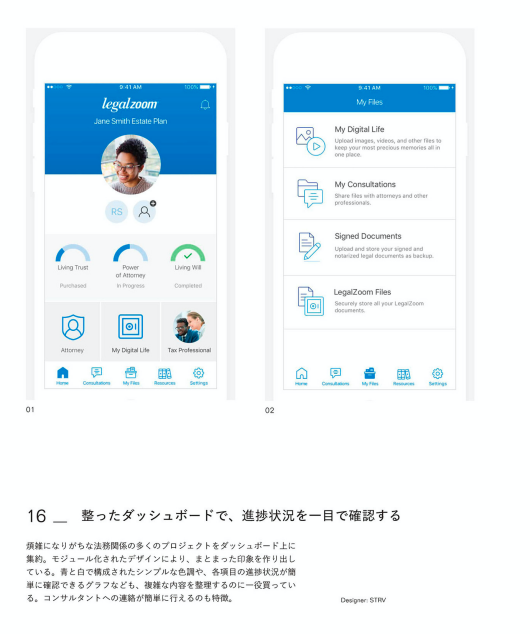 9:41 AM
100%
legalzoom
Jane Smith Estate Plan
RS
Living Trust
Purchased
Power
of Attorney
In Progress
Living Will
Completed
Attorney
My Digital Life
Tax Professional
Home
Consultations
My Files
Resources
Settings
01
9:41 AM
100%
My Files
My Digital Life
Upload images, videos, and other files to
keep your most precious memories all in
one place.
My Consultations
Share files with attorneys and other
professionals.
Signed Documents
Upload and store your signed and
notarized legal documents as backup.
LegalZoom Files
Securely store all your LegalZoom
documents.
Home
Consultations
My Files
Resources
Settings
02
16 _ 整ったダッシュボードで、進捗状況を一目で確認する
煩雑になりがちな法務関係の多くのプロジェクトをダッシュボード上に
集約。モジュール化されたデザインにより、まとまった印象を作り出し
ている。青と白で構成されたシンプルな色調や、各項目の進捗状況が簡
単に確認できるグラフなども、複雑な内容を整理するのに一役買ってい
る。コンサルタントへの連絡が簡単に行えるのも特徴。
Designer: STRV